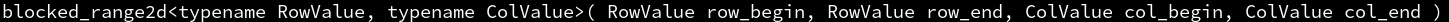 blocked_range2d<typename RowValue, typename ColValue>( RowValue row_begin, RowValue row_end, ColValue col_begin, ColValue col_end )